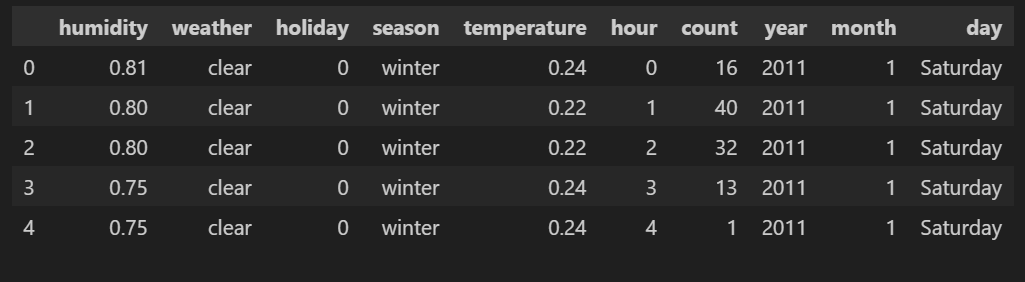 humidity weather holiday season temperature hour count year month day
0 0.81 clear 0 winter 0.24 0 16 2011 1 Saturday
1 0.80 clear 0 winter 0.22 1 40 2011 1 Saturday
2 0.80 clear 0 winter 0.22 2 32 2011 1 Saturday
3 0.75 clear 0 winter 0.24 3 13 2011 1 Saturday
4 0.75 clear 0 winter 0.24 4 1 2011 1 Saturday